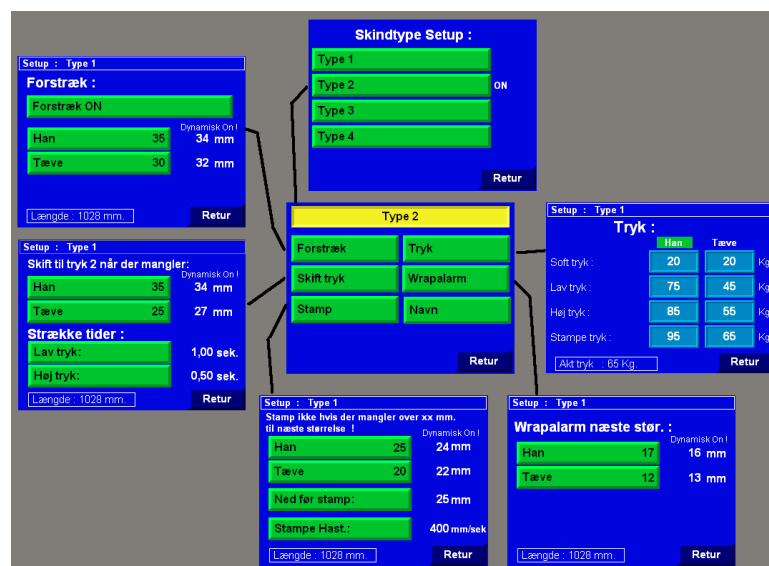 Skindtype Setup :
Type 1
Type 2 ON
Type 3
Type 4
Retur
Setup : Type 1
Forstræk :
Forstræk ON
Dynamisk On !
Han 35 34 mm
Tæve 30 32 mm
Længde : 1028 mm. Retur
Type 2
Forstræk Tryk
Skift tryk Wrapalarm
Stamp Navn
Retur
Setup : Type 1
Tryk :
Han Tæve
Soft tryk : 20 20 Kg
Lav tryk : 75 45 Kg
Høj tryk : 85 55 Kg
Stampe tryk : 95 65 Kg
Akt tryk : 65 Kg. Retur
Setup : Type 1
Skift til tryk 2 når der mangler:
Dynamisk On !
Han 35 34 mm
Tæve 25 27 mm
Strække tider :
Lav tryk: 1,00 sek.
Høj tryk: 0,50 sek.
Længde : 1028 mm. Retur
Setup : Type 1
Stamp ikke hvis der mangler over xx mm.
til næste størrelse !
Dynamisk On !
Han 25 24 mm
Tæve 20 22 mm
Ned før stamp: 25 mm
Stampe Hast.: 400 mm/sek
Længde : 1028 mm. Retur
Setup : Type 1
Wrapalarm næste stør. :
Dynamisk On !
Han 17 16 mm
Tæve 12 13 mm
Længde : 1028 mm. Retur